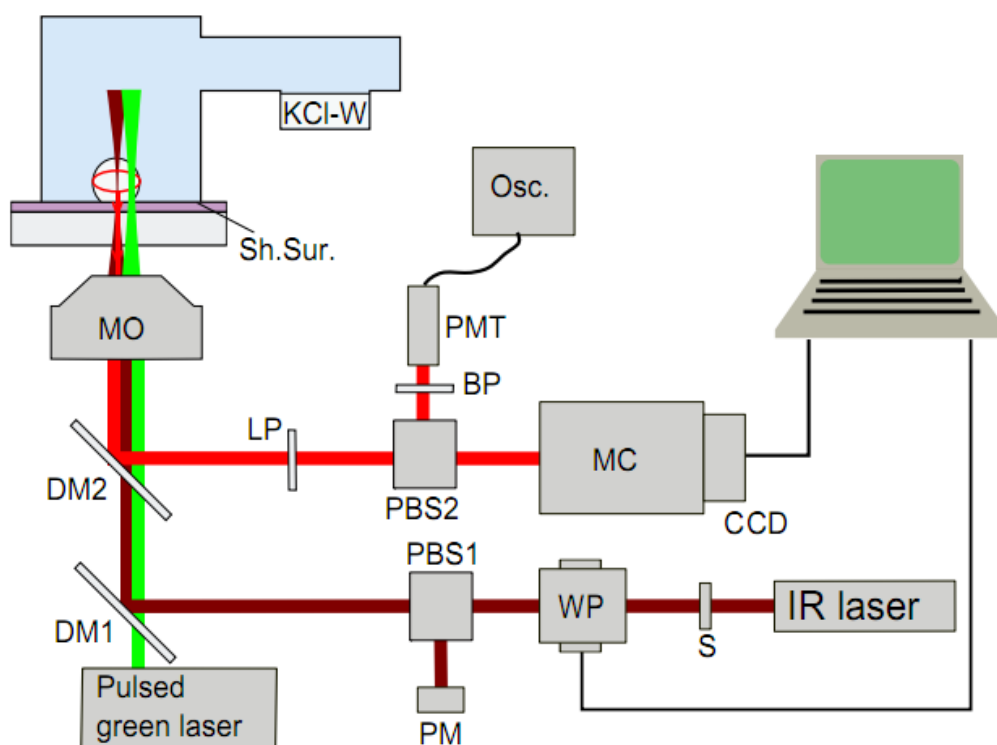 KCl-W
Osc.
Sh.Sur.
MO
PMT
BP
LP
MC
DM2
PBS2
CCD
PBS1
WP
IR laser
DM1
S
Pulsed
green laser
PM